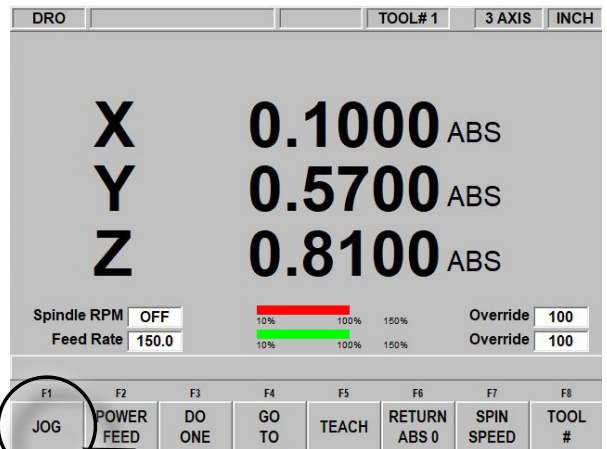 DRO TOOL# 1 3 AXIS INCH
X 0.1000 ABS
Y 0.5700 ABS
Z 0.8100 ABS
Spindle RPM OFF 10% 100% 150% Override 100
Feed Rate 150.0 10% 100% 150% Override 100
F1 F2 F3 F4 F5 F6 F7 F8
JOG POWER FEED DO ONE GO TO TEACH RETURN ABS 0 SPIN SPEED TOOL #